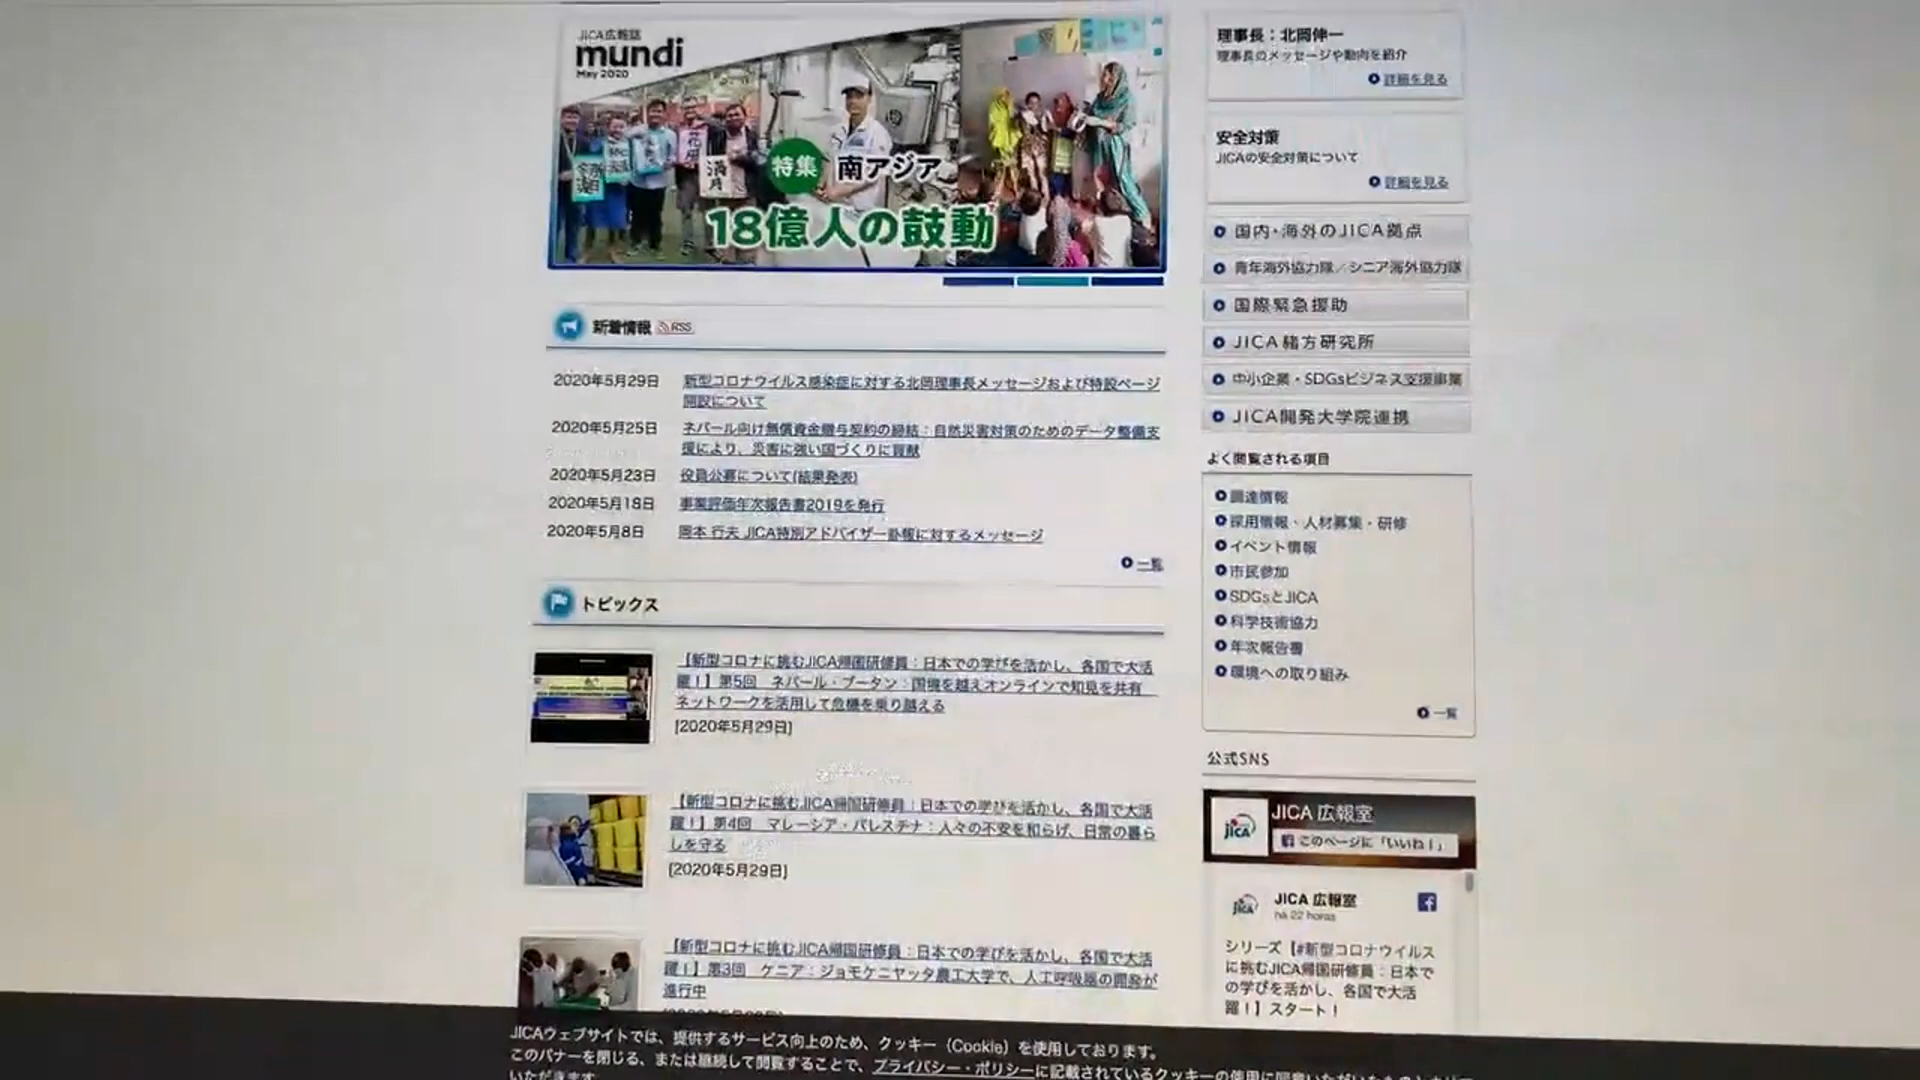 JICA広報誌
mundi
May 2020
満月
特集 南アジア
18億人の鼓動
新着情報 RSS
2020年5月29日 新型コロナウイルス感染症に対する北岡理事長メッセージおよび特設ページ
開設について
2020年5月25日 ネパール向け無償資金贈与契約の締結：自然災害対策のためのデータ整備支
援により、災害に強い国づくりに貢献
2020年5月23日 役員公募について(結果発表)
2020年5月18日 事業評価年次報告書2019を発行
2020年5月8日 岡本 行夫 JICA特別アドバイザー訃報に対するメッセージ
一覧
トピックス
【新型コロナに挑むJICA帰国研修員：日本での学びを活かし、各国で大活
躍！】第5回 ネパール・ブータン：国境を越えオンラインで知見を共有
ネットワークを活用して危機を乗り越える
[2020年5月29日]
【新型コロナに挑むJICA帰国研修員：日本での学びを活かし、各国で大活
躍！】第4回 マレーシア・パレスチナ：人々の不安を和らげ、日常の暮ら
しを守る
[2020年5月29日]
【新型コロナに挑むJICA帰国研修員：日本での学びを活かし、各国で大活
躍！】第3回 ケニア：ジョモケニヤッタ農工大学で、人工呼吸器の開発が
進行中
理事長：北岡伸一
理事長のメッセージや動向を紹介
詳細を見る
安全対策
JICAの安全対策について
詳細を見る
国内・海外のJICA拠点
青年海外協力隊／シニア海外協力隊
国際緊急援助
JICA緒方研究所
中小企業・SDGsビジネス支援事業
JICA開発大学院連携
よく閲覧される項目
調達情報
採用情報・人材募集・研修
イベント情報
市民参加
SDGsとJICA
科学技術協力
年次報告書
環境への取り組み
一覧
公式SNS
JICA JICA 広報室
このページに「いいね！」
JICA JICA 広報室
há 22 horas
シリーズ【#新型コロナウイルス
に挑むJICA帰国研修員：日本で
の学びを活かし、各国で大活
躍！】スタート！
JICAウェブサイトでは、提供するサービス向上のため、クッキー（Cookie）を使用しております。
このバナーを閉じる、または継続して閲覧することで、プライバシー・ポリシーに記載されているクッキーの使用に同意いただいたものとさせて
いただきます。